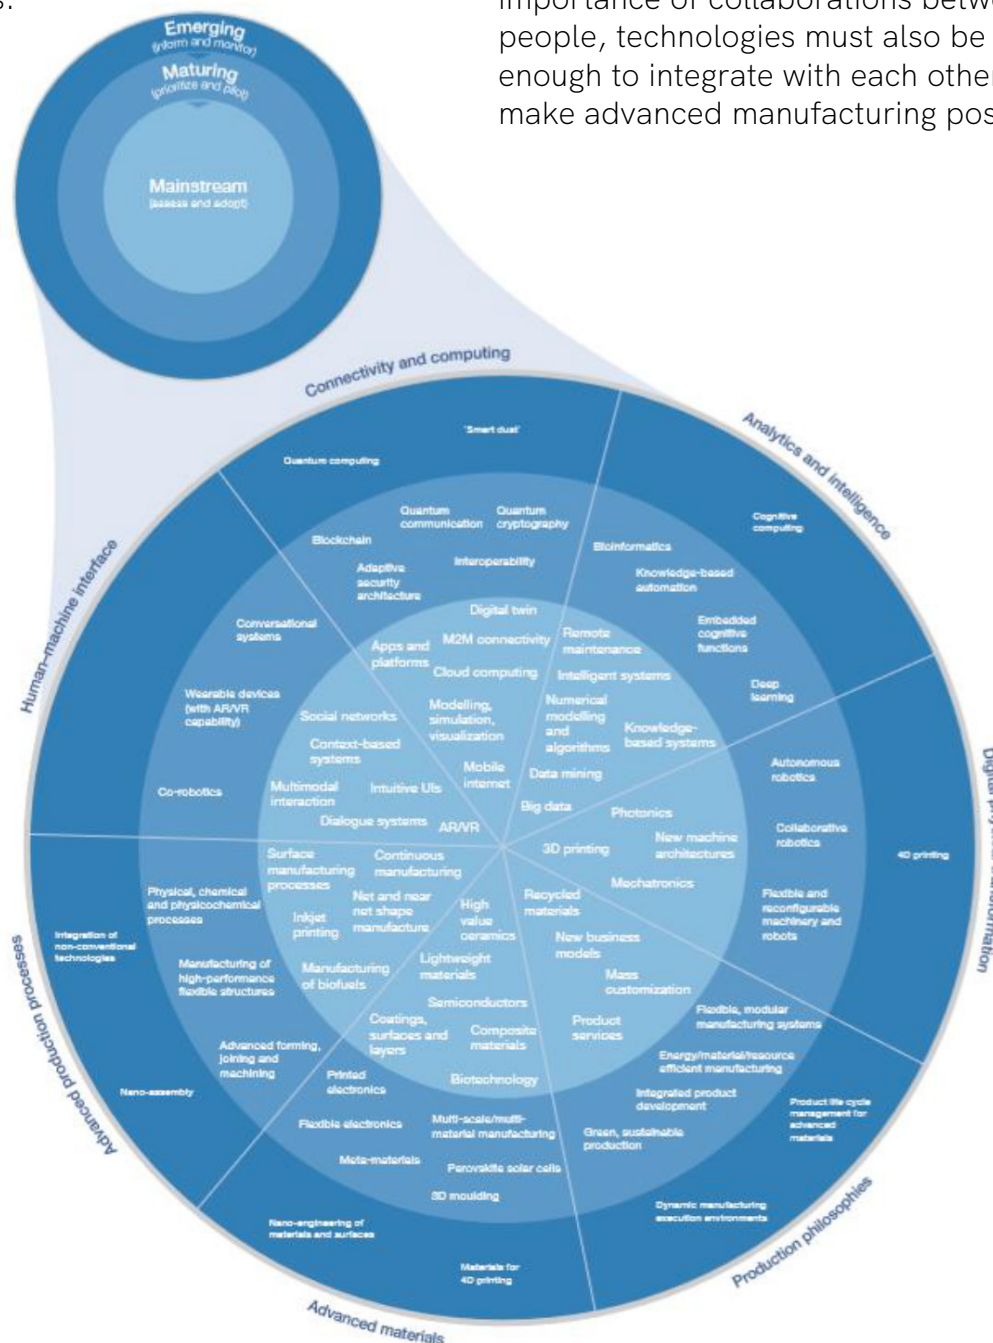 s.
importance of collaborations betwe
people, technologies must also be
enough to integrate with each other
make advanced manufacturing pos
Emerging
(inform and monitor)
Maturing
(prioritize and pilot)
Mainstream
(assess and adopt)
Connectivity and computing
'Smart dust'
Quantum computing
Quantum
communication
Quantum
cryptography
Blockchain
Interoperability
Adaptive
security
architecture
Digital twin
Apps and
platforms
M2M connectivity
Cloud computing
Modelling,
simulation,
visualization
Mobile
internet
Analytics and intelligence
Cognitive
computing
Bioinformatics
Knowledge-based
automation
Embedded
cognitive
functions
Deep
learning
Remote
maintenance
Intelligent systems
Numerical
modelling
and
algorithms
Knowledge-
based systems
Data mining
Big data
Human–machine interface
Conversational
systems
Wearable devices
(with AR/VR
capability)
Co-robotics
Social networks
Context-based
systems
Multimodal
interaction
Intuitive UIs
Dialogue systems
AR/VR
Autonomous
robotics
Collaborative
robotics
Flexible and
reconfigurable
machinery and
robots
4D printing
Photonics
3D printing
New machine
architectures
Mechatronics
Advanced production processes
Surface
manufacturing
processes
Continuous
manufacturing
Net and near
net shape
manufacture
Inkjet
printing
Manufacturing
of biofuels
Physical, chemical
and physicochemical
processes
Integration of
non-conventional
technologies
Manufacturing of
high-performance
flexible structures
Advanced forming,
joining and
machining
Nano-assembly
High
value
ceramics
Lightweight
materials
Semiconductors
Coatings,
surfaces and
layers
Composite
materials
Biotechnology
Printed
electronics
Flexible electronics
Multi-scale/multi-
material manufacturing
Meta-materials
Perovskite solar cells
3D moulding
Nano-engineering of
materials and surfaces
Materials for
4D printing
Advanced materials
Recycled
materials
New business
models
Mass
customization
Product
services
Flexible, modular
manufacturing systems
Energy/material/resource
efficient manufacturing
Integrated product
development
Green, sustainable
production
Product life cycle
management for
advanced
materials
Dynamic manufacturing
execution environments
Production philosophies